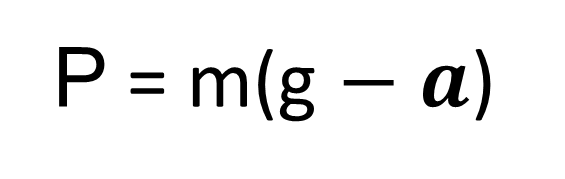 P = m(g − a)